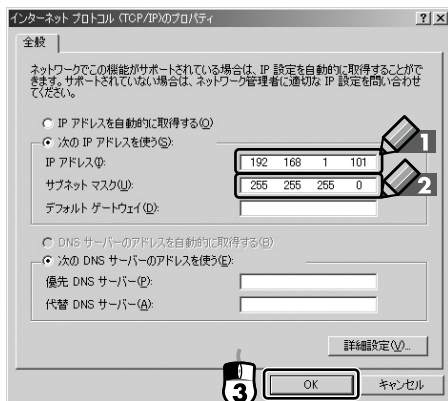 インターネット プロトコル (TCP/IP)のプロパティ
? ×
全般
ネットワークでこの機能がサポートされている場合は、IP 設定を自動的に取得することがで
きます。サポートされていない場合は、ネットワーク管理者に適切な IP 設定を問い合わせ
てください。
IP アドレスを自動的に取得する(O)
次の IP アドレスを使う(S):
IP アドレス(I): 192 168 1 101 1
サブネット マスク(U): 255 255 255 0 2
デフォルト ゲートウェイ(D):
DNS サーバーのアドレスを自動的に取得する(B)
次の DNS サーバーのアドレスを使う(E):
優先 DNS サーバー(P):
代替 DNS サーバー(A):
詳細設定(V)...
3 OK キャンセル